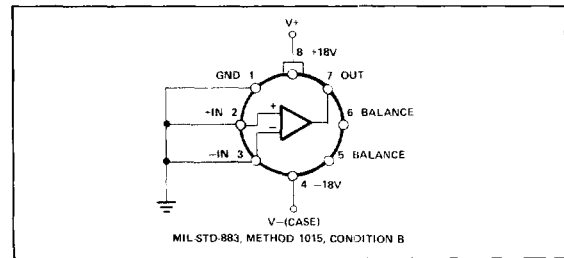 V+
8 +18V
GND 1
7 OUT
+IN 2
+
6 BALANCE
−
−IN 3
5 BALANCE
4 −18V
V−(CASE)
MIL-STD-883, METHOD 1015, CONDITION B